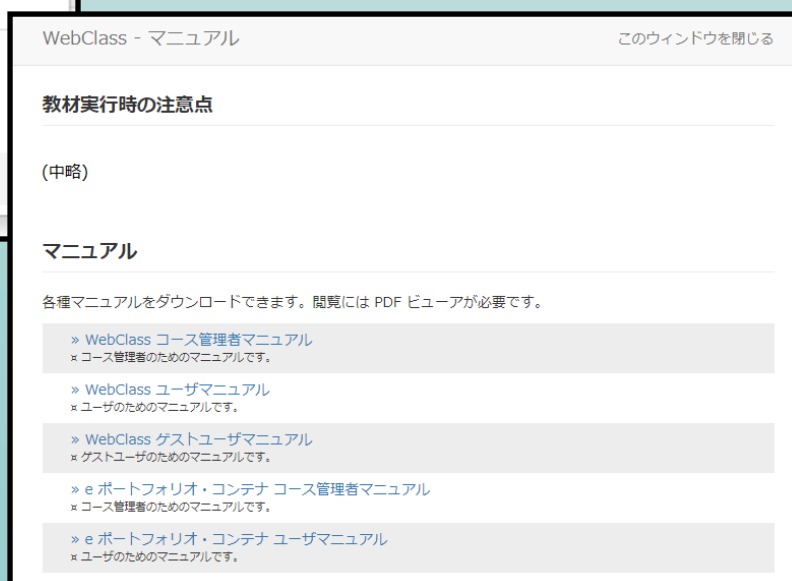 WebClass - マニュアル
このウィンドウを閉じる
教材実行時の注意点
(中略)
マニュアル
各種マニュアルをダウンロードできます。閲覧には PDF ビューアが必要です。
» WebClass コース管理者マニュアル
¤ コース管理者のためのマニュアルです。
» WebClass ユーザマニュアル
¤ ユーザのためのマニュアルです。
» WebClass ゲストユーザマニュアル
¤ ゲストユーザのためのマニュアルです。
» e ポートフォリオ・コンテナ コース管理者マニュアル
¤ コース管理者のためのマニュアルです。
» e ポートフォリオ・コンテナ ユーザマニュアル
¤ ユーザのためのマニュアルです。